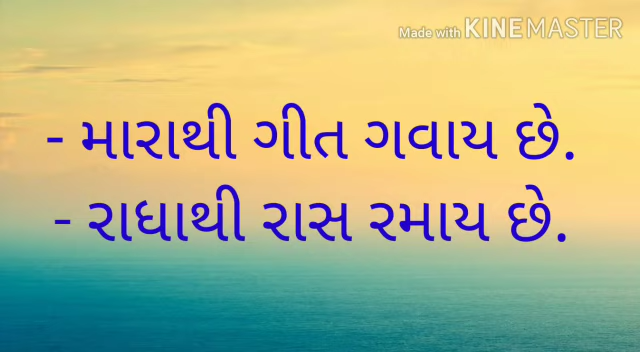 Made with KINEMASTER
- મારાથી ગીત ગવાય છે.
- રાધાથી રાસ રમાય છે.